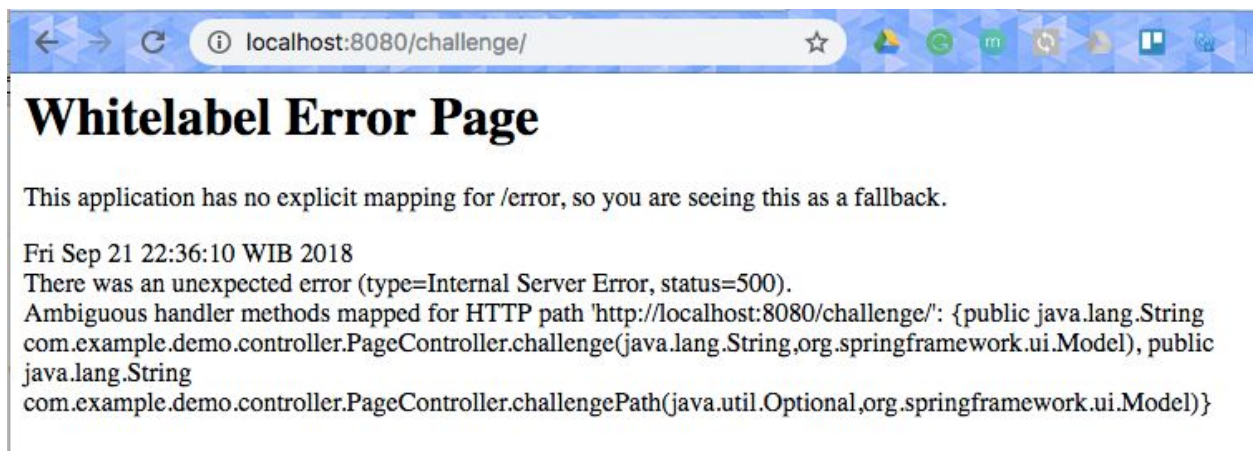 localhost:8080/challenge/
Whitelabel Error Page
This application has no explicit mapping for /error, so you are seeing this as a fallback.
Fri Sep 21 22:36:10 WIB 2018
There was an unexpected error (type=Internal Server Error, status=500).
Ambiguous handler methods mapped for HTTP path 'http://localhost:8080/challenge/': {public java.lang.String
com.example.demo.controller.PageController.challenge(java.lang.String,org.springframework.ui.Model), public
java.lang.String
com.example.demo.controller.PageController.challengePath(java.util.Optional,org.springframework.ui.Model)}